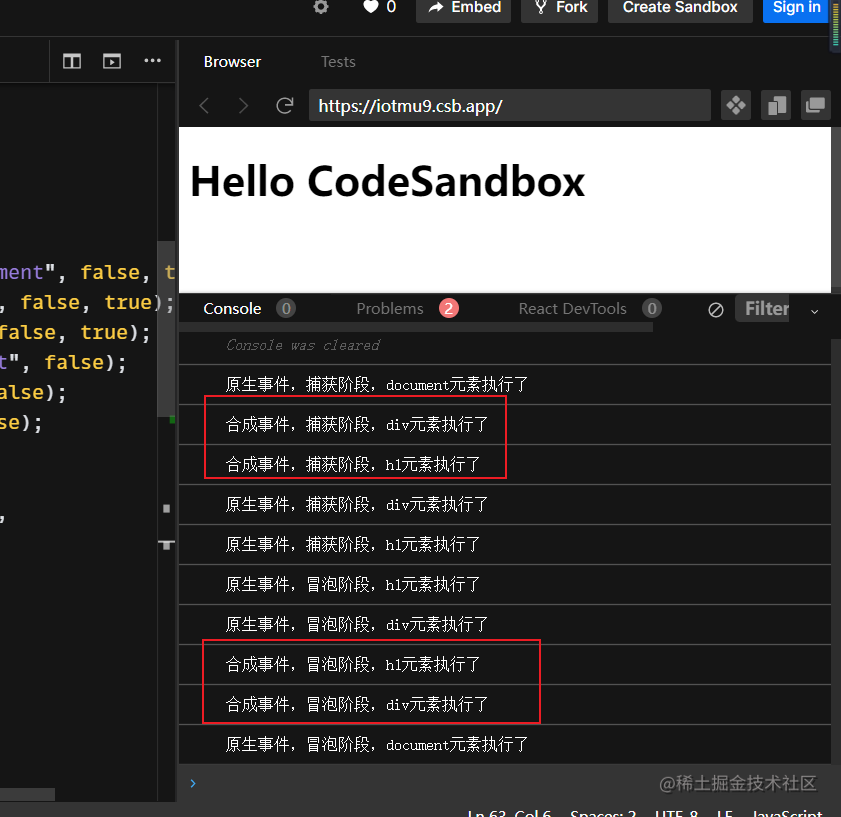 0 Embed Fork Create Sandbox Sign in
Browser Tests
https://iotmu9.csb.app/
Hello CodeSandbox
ment", false, t
, false, true);
false, true);
t", false);
alse);
se);
,
Console 0 Problems 2 React DevTools 0 Filter
Console was cleared
原生事件，捕获阶段，document元素执行了
合成事件，捕获阶段，div元素执行了
合成事件，捕获阶段，h1元素执行了
原生事件，捕获阶段，div元素执行了
原生事件，捕获阶段，h1元素执行了
原生事件，冒泡阶段，h1元素执行了
原生事件，冒泡阶段，div元素执行了
合成事件，冒泡阶段，h1元素执行了
合成事件，冒泡阶段，div元素执行了
原生事件，冒泡阶段，document元素执行了
@稀土掘金技术社区
Ln 63, Col 6 Spaces: 2 UTF-8 LF JavaScript